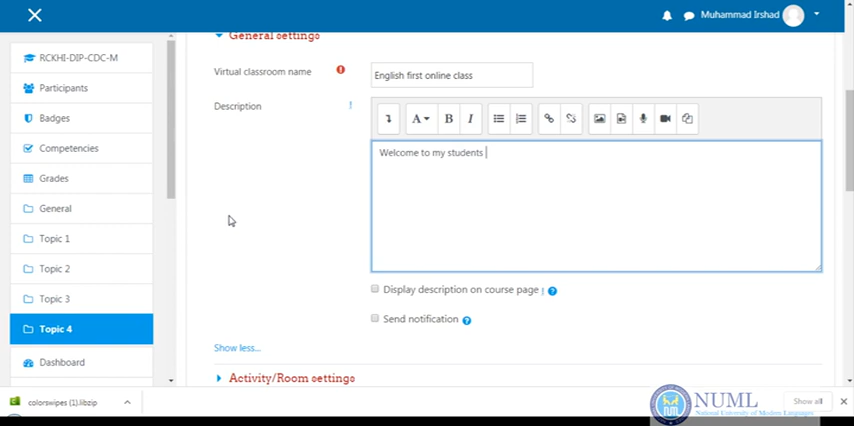 Muhammad Irshad
General settings
RCKHI-DIP-CDC-M
Participants
Badges
Competencies
Grades
General
Topic 1
Topic 2
Topic 3
Topic 4
Dashboard
Virtual classroom name
English first online class
Description
A B I
Welcome to my students
Display description on course page
Send notification
Show less...
Activity/Room settings
colorswipes (1).libzip
Show all
NUML
National University of Modern Languages